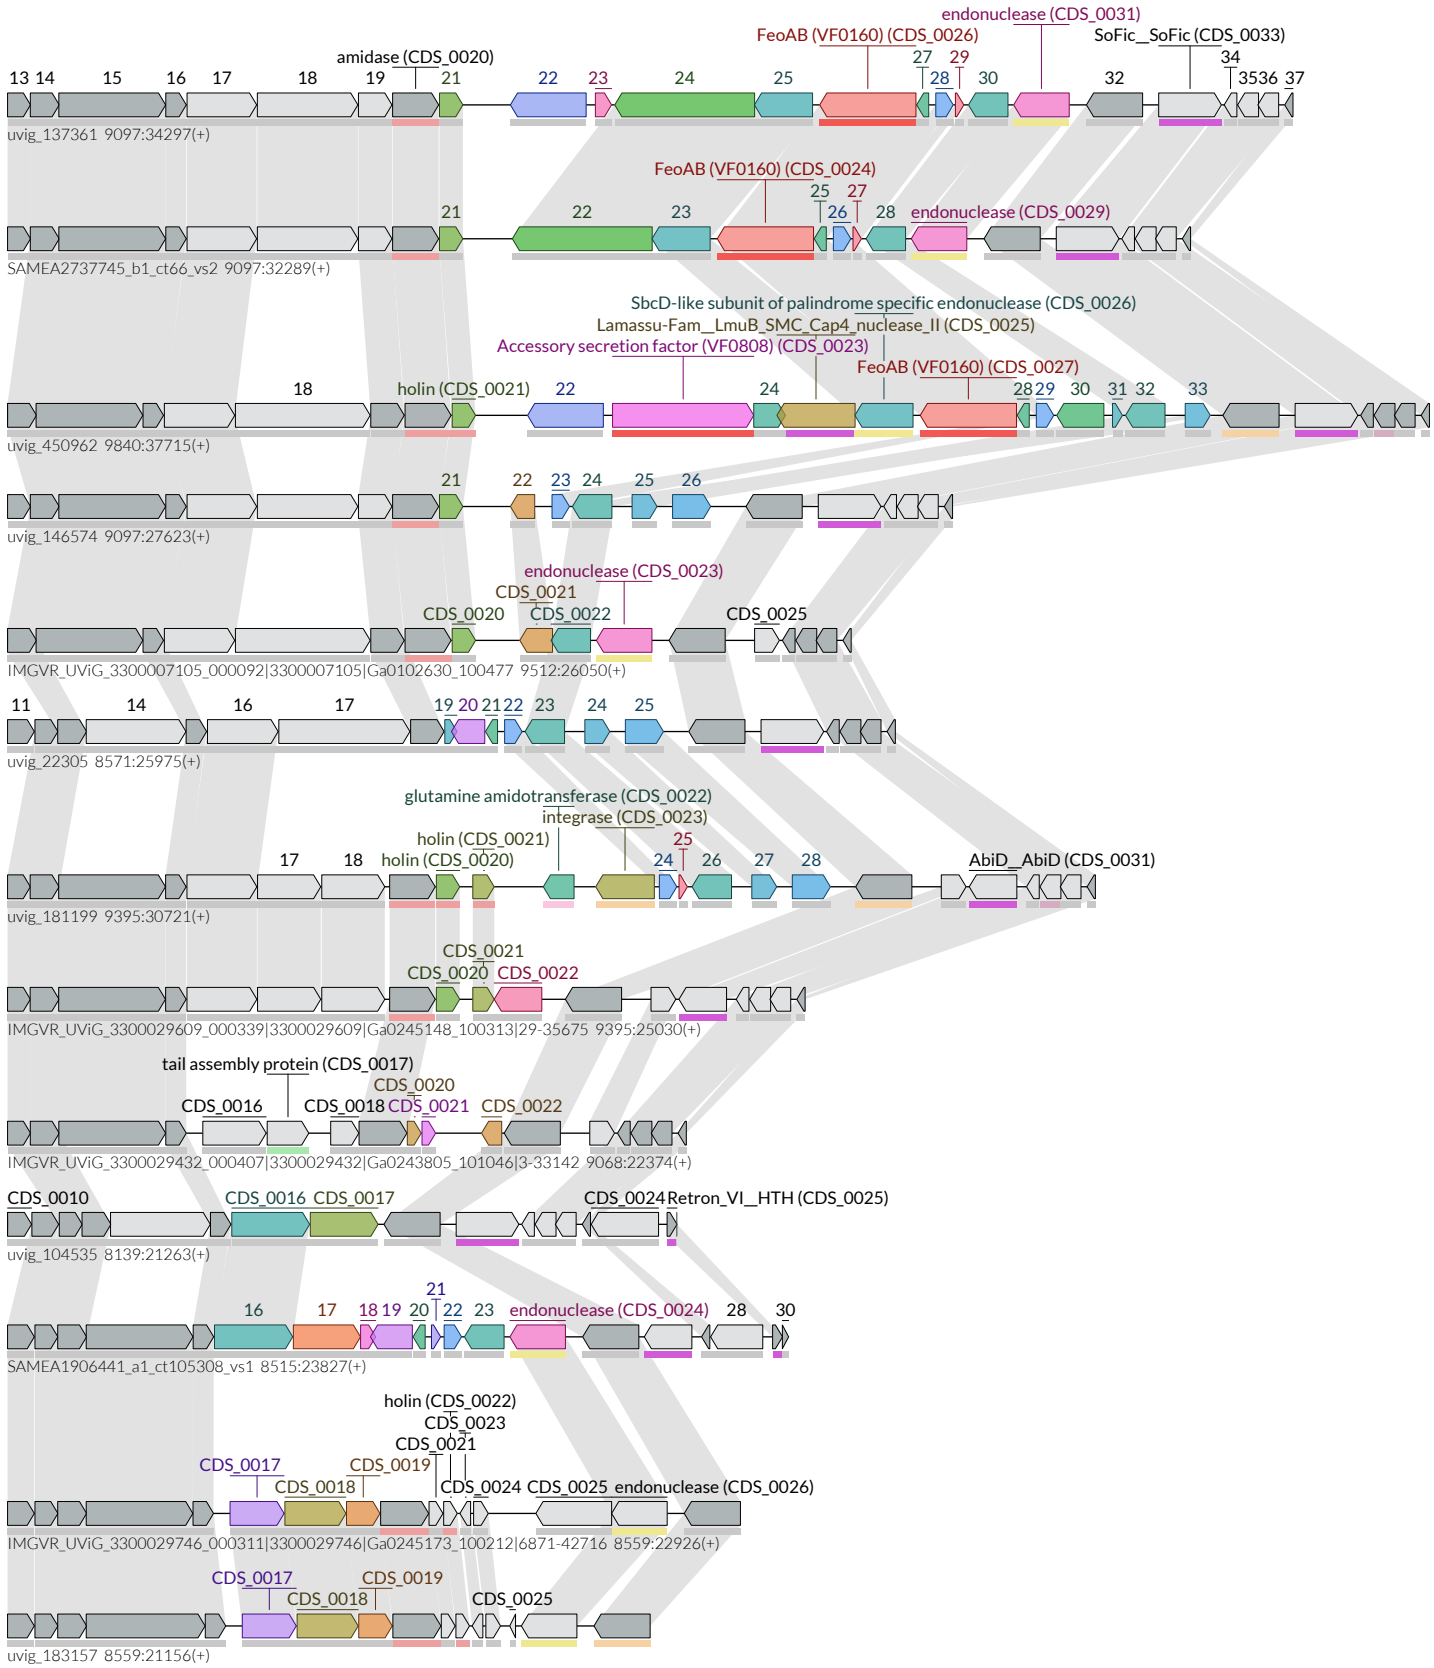 endonuclease (CDS_0031)
FeoAB (VF0160) (CDS_0026) SoFic__SoFic (CDS_0033)
amidase (CDS_0020) 27 29 34
13 14 15 16 17 18 19 21 22 23 24 25 28 30 32 35 36 37
uvig_137361 9097:34297(+)
FeoAB (VF0160) (CDS_0024)
25 27
21 22 23 26 28 endonuclease (CDS_0029)
SAMEA2737745_b1_ct66_vs2 9097:32289(+)
SbcD-like subunit of palindrome specific endonuclease (CDS_0026)
Lamassu-Fam__LmuB_SMC_Cap4_nuclease_II (CDS_0025)
Accessory secretion factor (VF0808) (CDS_0023)
FeoAB (VF0160) (CDS_0027)
18 holin (CDS_0021) 22 24 28 29 30 31 32 33
uvig_450962 9840:37715(+)
21 22 23 24 25 26
uvig_146574 9097:27623(+)
endonuclease (CDS_0023)
CDS_0021
CDS_0020 CDS_0022 CDS_0025
IMGVR_UViG_3300007105_000092|3300007105|Ga0102630_100477 9512:26050(+)
11 14 16 17 19 20 21 22 23 24 25
uvig_22305 8571:25975(+)
glutamine amidotransferase (CDS_0022)
integrase (CDS_0023)
holin (CDS_0021) 25
17 18 holin (CDS_0020) 24 26 27 28 AbiD__AbiD (CDS_0031)
uvig_181199 9395:30721(+)
CDS_0021
CDS_0020 CDS_0022
IMGVR_UViG_3300029609_000339|3300029609|Ga0245148_100313|29-35675 9395:25030(+)
tail assembly protein (CDS_0017)
CDS_0020
CDS_0016 CDS_0018 CDS_0021 CDS_0022
IMGVR_UViG_3300029432_000407|3300029432|Ga0243805_101046|3-33142 9068:22374(+)
CDS_0010 CDS_0016 CDS_0017 CDS_0024 Retron_VI__HTH (CDS_0025)
uvig_104535 8139:21263(+)
21
16 17 18 19 20 22 23 endonuclease (CDS_0024) 28 30
SAMEA1906441_a1_ct105308_vs1 8515:23827(+)
holin (CDS_0022)
CDS_0023
CDS_0021
CDS_0017 CDS_0019
CDS_0018 CDS_0024 CDS_0025 endonuclease (CDS_0026)
IMGVR_UViG_3300029746_000311|3300029746|Ga0245173_100212|6871-42716 8559:22926(+)
CDS_0017 CDS_0019
CDS_0018 CDS_0025
uvig_183157 8559:21156(+)